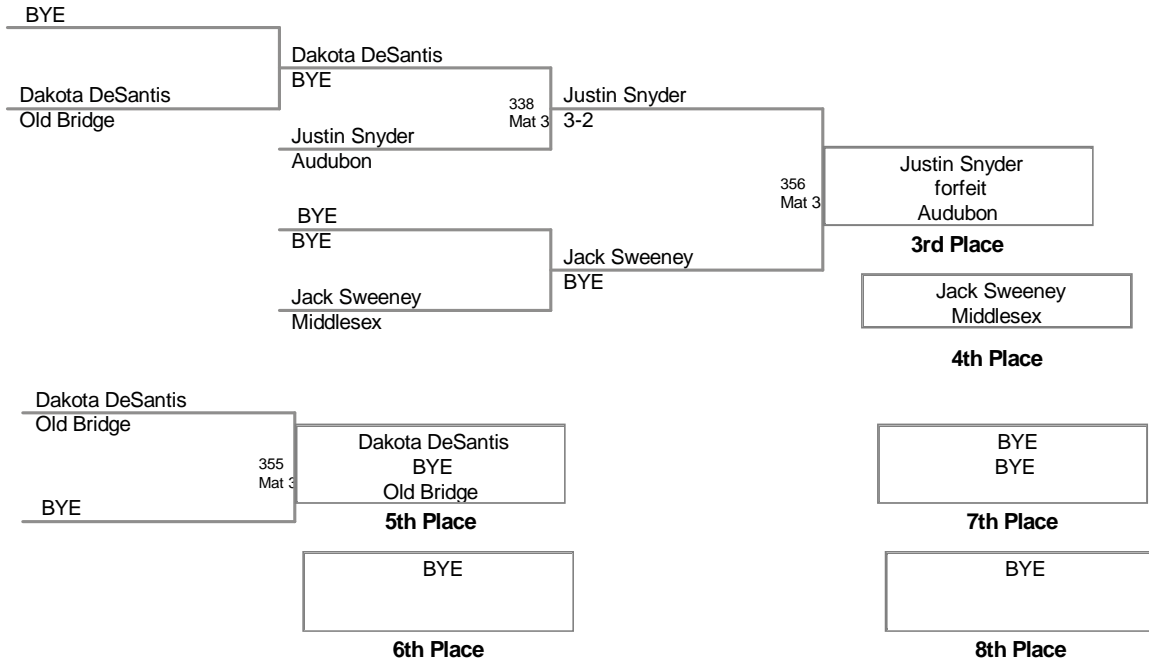 BYE
Dakota DeSantis
Old Bridge
Dakota DeSantis
BYE
338
Mat 3
Justin Snyder
Audubon
Justin Snyder
3-2
BYE
BYE
Jack Sweeney
Middlesex
Jack Sweeney
BYE
356
Mat 3
Justin Snyder
forfeit
Audubon
3rd Place
Jack Sweeney
Middlesex
4th Place
Dakota DeSantis
Old Bridge
355
Mat 3
BYE
Dakota DeSantis
BYE
Old Bridge
5th Place
BYE
6th Place
BYE
BYE
7th Place
BYE
8th Place